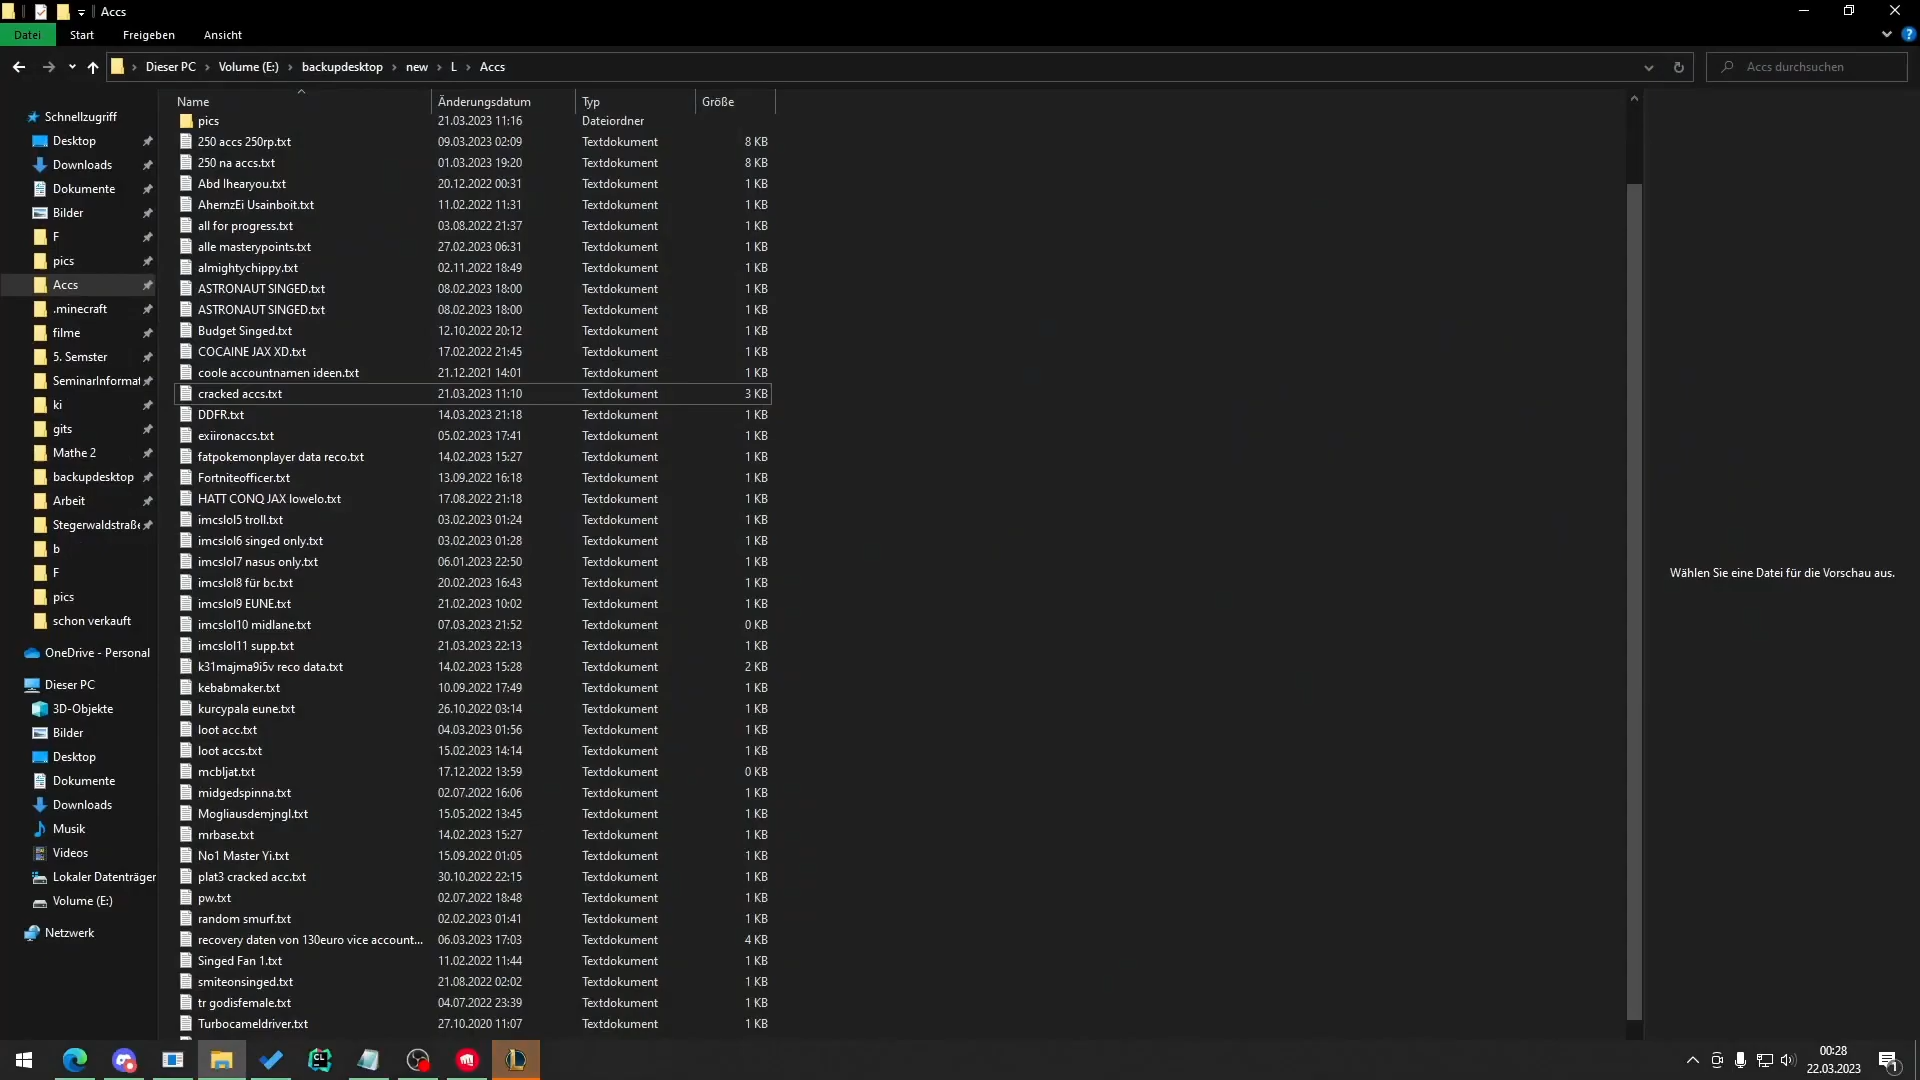 Accs
Datei Start Freigeben Ansicht
Dieser PC Volume (E:) backupdesktop new L Accs
Accs durchsuchen
Name Änderungsdatum Typ Größe
pics 21.03.2023 11:16 Dateiordner
250 accs 250rp.txt 09.03.2023 02:09 Textdokument 8 KB
250 na accs.txt 01.03.2023 19:20 Textdokument 8 KB
Abd Ihearyou.txt 20.12.2022 00:31 Textdokument 1 KB
AhernzEi Usainboit.txt 11.02.2022 11:31 Textdokument 1 KB
all for progress.txt 03.08.2022 21:37 Textdokument 1 KB
alle masterypoints.txt 27.02.2023 06:31 Textdokument 1 KB
almightychippy.txt 02.11.2022 18:49 Textdokument 1 KB
ASTRONAUT SINGED.txt 08.02.2023 18:00 Textdokument 1 KB
ASTRONAUT SINGED.txt 08.02.2023 18:00 Textdokument 1 KB
Budget Singed.txt 12.10.2022 20:12 Textdokument 1 KB
COCAINE JAX XD.txt 17.02.2022 21:45 Textdokument 1 KB
coole accountnamen ideen.txt 21.12.2021 14:01 Textdokument 1 KB
cracked accs.txt 21.03.2023 11:10 Textdokument 3 KB
DDFR.txt 14.03.2023 21:18 Textdokument 1 KB
exiironaccs.txt 05.02.2023 17:41 Textdokument 1 KB
fatpokemonplayer data reco.txt 14.02.2023 15:27 Textdokument 1 KB
Fortniteofficer.txt 13.09.2022 16:18 Textdokument 1 KB
HATT CONQ JAX lowelo.txt 17.08.2022 21:18 Textdokument 1 KB
imcslol5 troll.txt 03.02.2023 01:24 Textdokument 1 KB
imcslol6 singed only.txt 03.02.2023 01:28 Textdokument 1 KB
imcslol7 nasus only.txt 06.01.2023 22:50 Textdokument 1 KB
imcslol8 für bc.txt 20.02.2023 16:43 Textdokument 1 KB
imcslol9 EUNE.txt 21.02.2023 10:02 Textdokument 1 KB
imcslol10 midlane.txt 07.03.2023 21:52 Textdokument 0 KB
imcslol11 supp.txt 21.03.2023 22:13 Textdokument 1 KB
k31majma9i5v reco data.txt 14.02.2023 15:28 Textdokument 2 KB
kebabmaker.txt 10.09.2022 17:49 Textdokument 1 KB
kurcypala eune.txt 26.10.2022 03:14 Textdokument 1 KB
loot acc.txt 04.03.2023 01:56 Textdokument 1 KB
loot accs.txt 15.02.2023 14:14 Textdokument 1 KB
mcbljat.txt 17.12.2022 13:59 Textdokument 0 KB
midgedspinna.txt 02.07.2022 16:06 Textdokument 1 KB
Mogliausdemjngl.txt 15.05.2022 13:45 Textdokument 1 KB
mrbase.txt 14.02.2023 15:27 Textdokument 1 KB
No1 Master Yi.txt 15.09.2022 01:05 Textdokument 1 KB
plat3 cracked acc.txt 30.10.2022 22:15 Textdokument 1 KB
pw.txt 02.07.2022 18:48 Textdokument 1 KB
random smurf.txt 02.02.2023 01:41 Textdokument 1 KB
recovery daten von 130euro vice account... 06.03.2023 17:03 Textdokument 4 KB
Singed Fan 1.txt 11.02.2022 11:44 Textdokument 1 KB
smiteonsinged.txt 21.08.2022 02:02 Textdokument 1 KB
tr godisfemale.txt 04.07.2022 23:39 Textdokument 1 KB
Turbocameldriver.txt 27.10.2020 11:07 Textdokument 1 KB
Schnellzugriff
Desktop
Downloads
Dokumente
Bilder
F
pics
Accs
.minecraft
filme
5. Semster
SeminarInformat
ki
gits
Mathe 2
backupdesktop
Arbeit
Stegerwaldstraße
b
F
pics
schon verkauft
OneDrive - Personal
Dieser PC
3D-Objekte
Bilder
Desktop
Dokumente
Downloads
Musik
Videos
Lokaler Datenträger
Volume (E:)
Netzwerk
Wählen Sie eine Datei für die Vorschau aus.
CL
00:28
22.03.2023
1